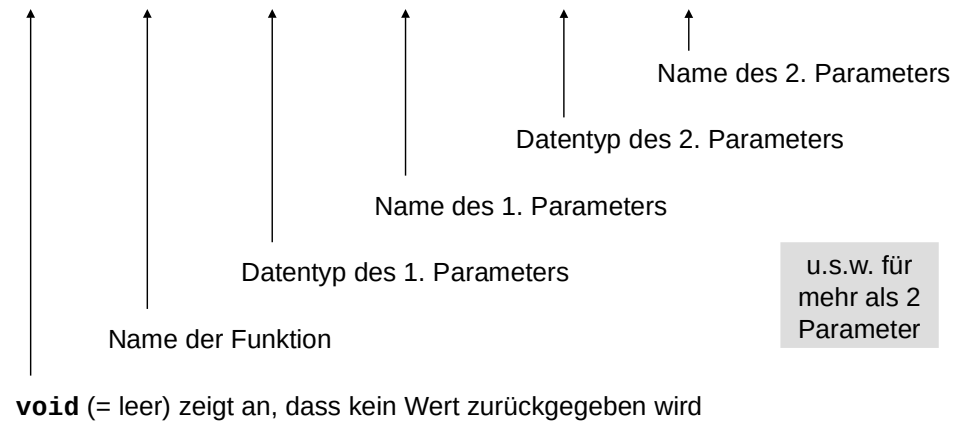 Name des 2. Parameters
Datentyp des 2. Parameters
Name des 1. Parameters
Datentyp des 1. Parameters
u.s.w. für
mehr als 2
Parameter
Name der Funktion
void (= leer) zeigt an, dass kein Wert zurückgegeben wird